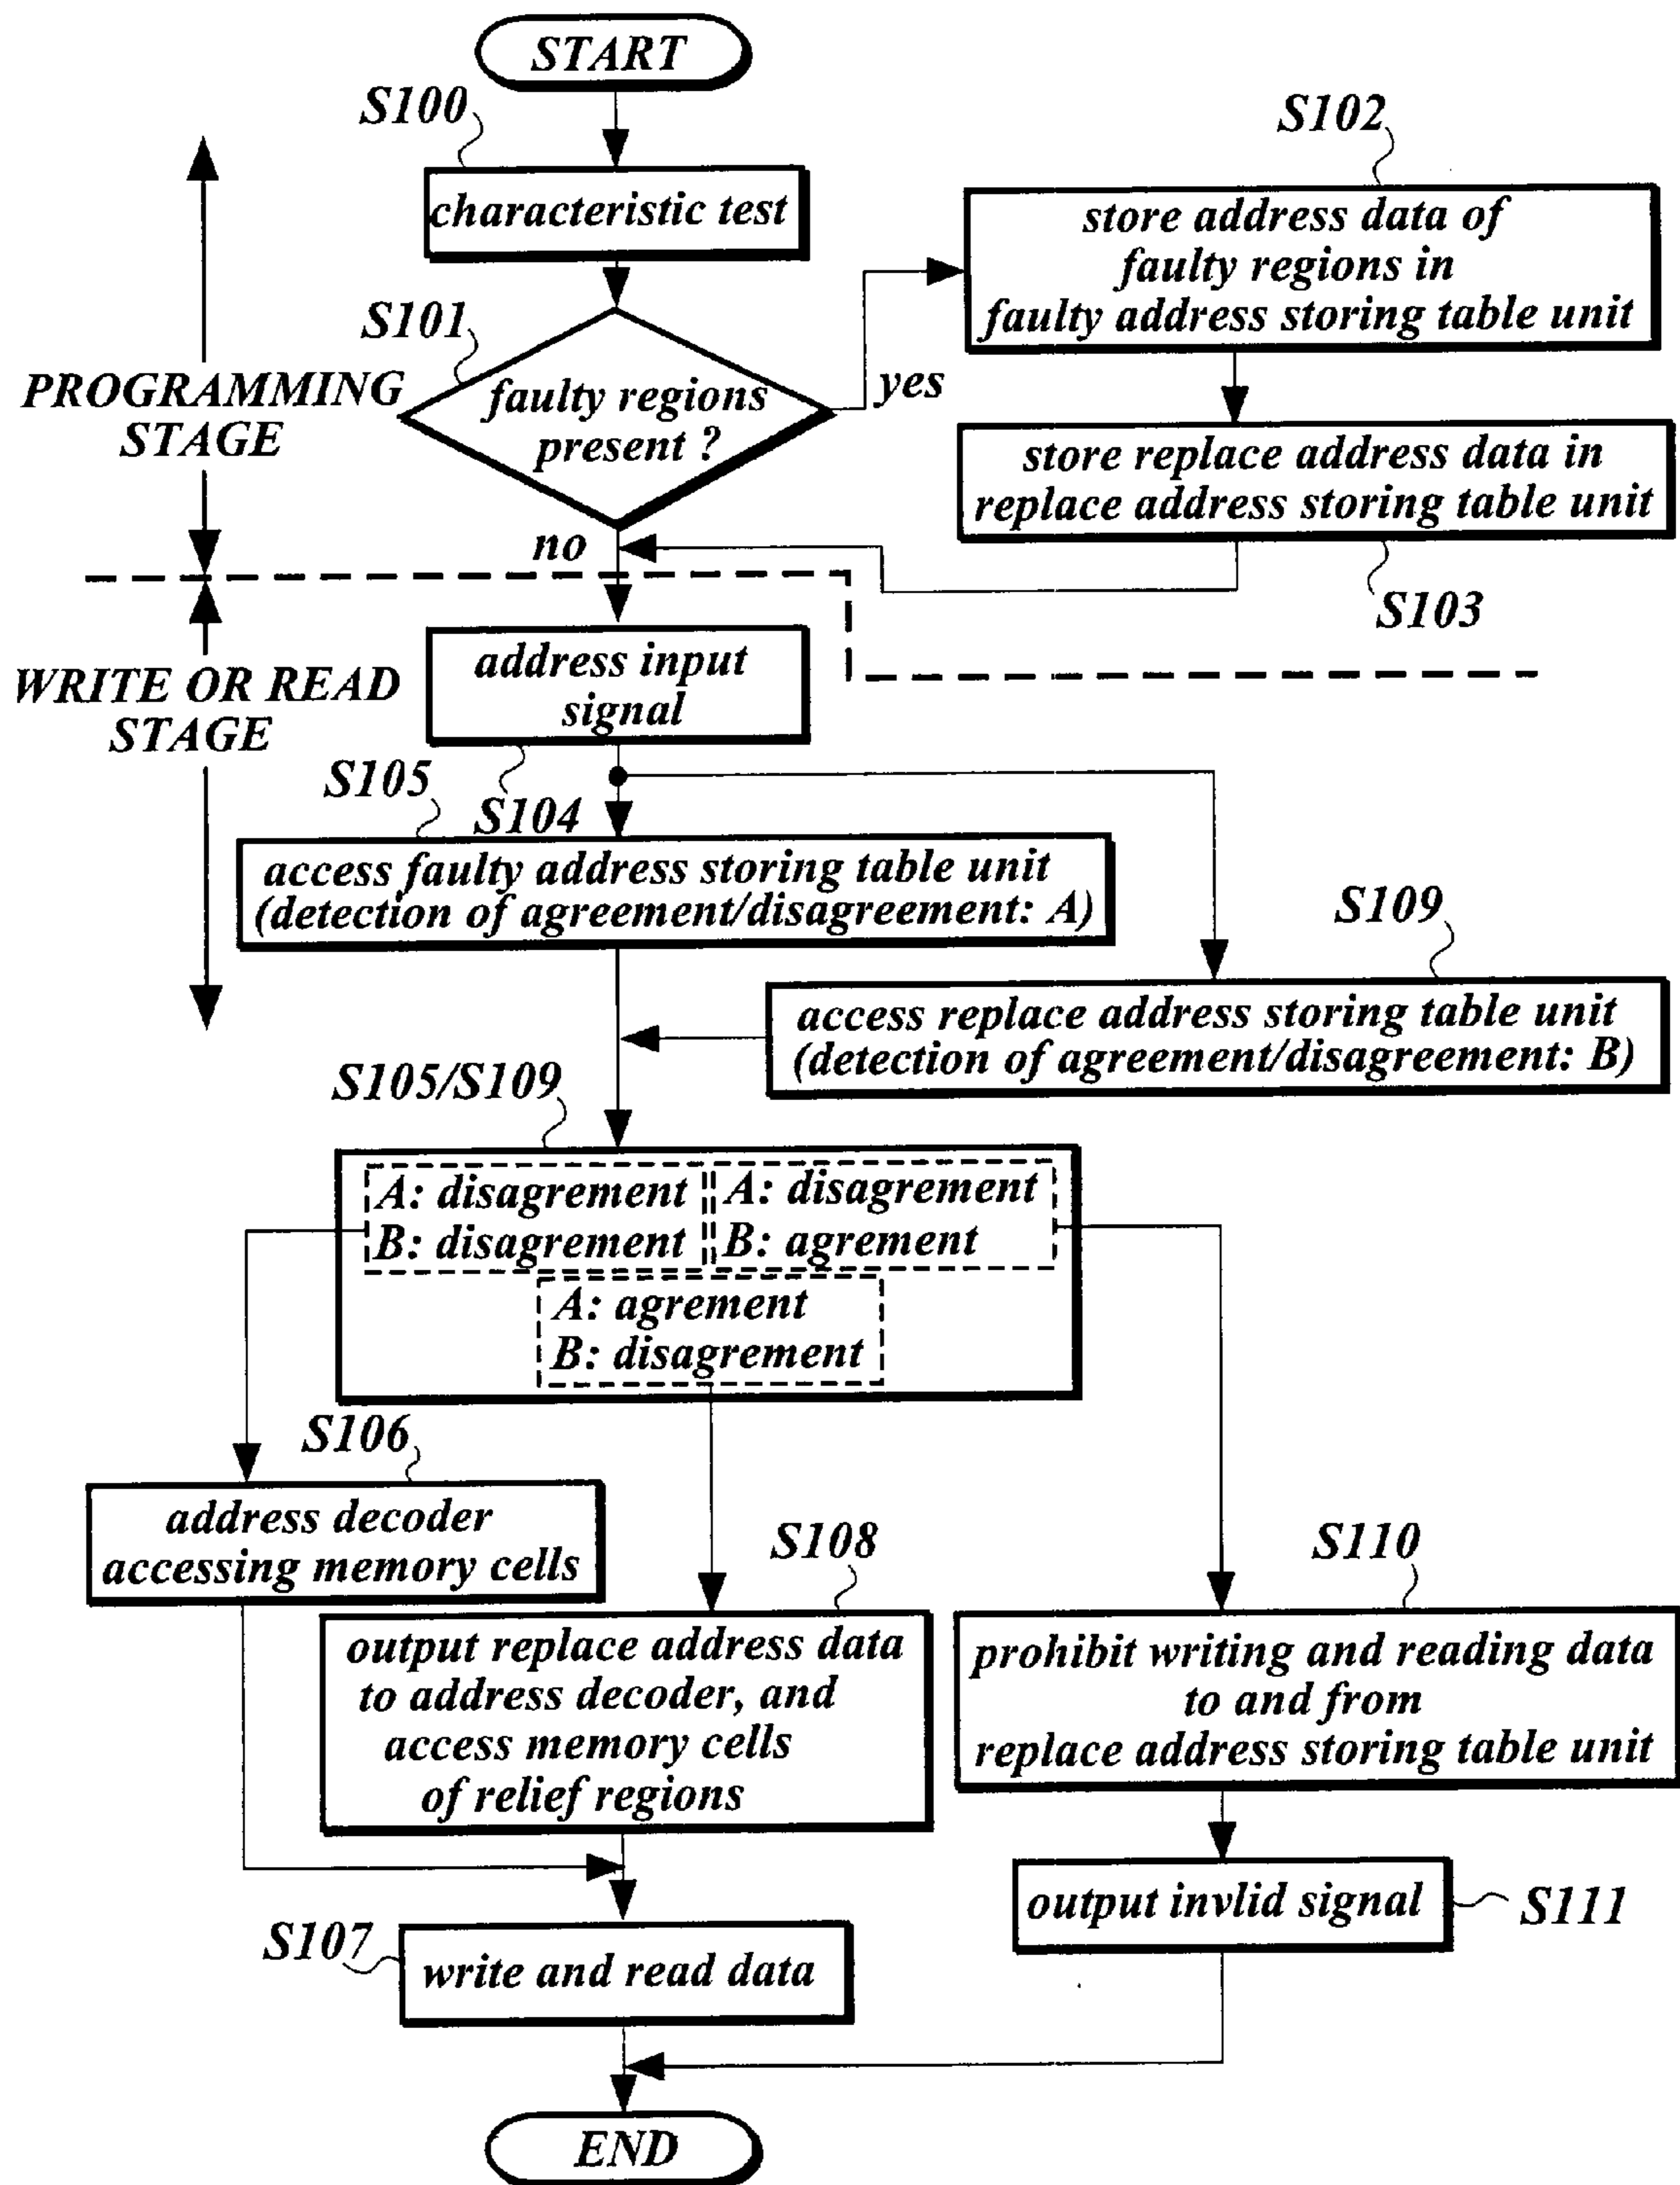 START
S100
characteristic test
S102
store address data of
faulty regions in
faulty address storing table unit
S101
faulty regions
present ?
yes
PROGRAMMING
STAGE
store replace address data in
replace address storing table unit
no
S103
address input
signal
WRITE OR READ
STAGE
S105
S104
access faulty address storing table unit
(detection of agreement/disagreement: A)
S109
access replace address storing table unit
(detection of agreement/disagreement: B)
S105/S109
A: disagrement
B: disagrement
A: disagrement
B: agrement
A: agrement
B: disagrement
S106
address decoder
accessing memory cells
S108
output replace address data
to address decoder, and
access memory cells
of relief regions
S110
prohibit writing and reading data
to and from
replace address storing table unit
output invlid signal
S111
S107
write and read data
END